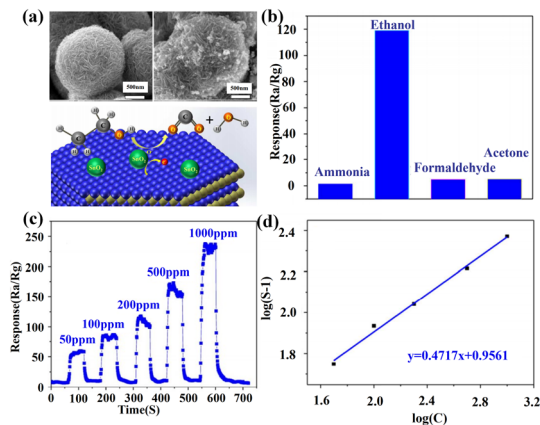 (a)
500nm
500nm
H
C
C
O
H
H
H
H
H
C
O
O
+
H
O
H
SnO2
SnO2
SnO2
(b)
Response(Ra/Rg)
120
100
80
60
40
20
0
Ethanol
Ammonia
Formaldehyde
Acetone
(c)
Response(Ra/Rg)
250
200
150
100
50
0
50ppm
100ppm
200ppm
500ppm
1000ppm
0 100 200 300 400 500 600 700
Time(S)
(d)
log(S-1)
2.4
2.2
2.0
1.8
y=0.4717x+0.9561
1.6 2.0 2.4 2.8 3.2
log(C)